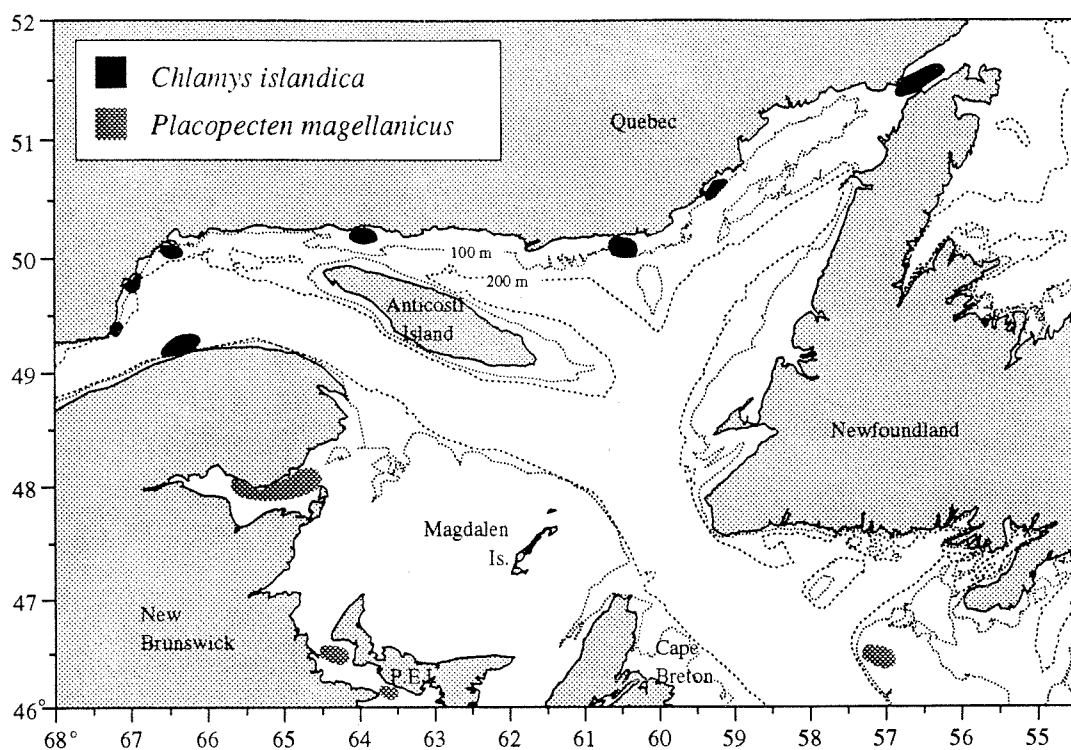 52
Chlamys islandica
Placopecten magellanicus
Quebec
51
50
100 m
200 m
Anticosti
Island
49
Newfoundland
48
Magdalen
Is.
47
New
Brunswick
Cape
Breton
P.E.I.
46°
68° 67 66 65 64 63 62 61 60 59 58 57 56 55